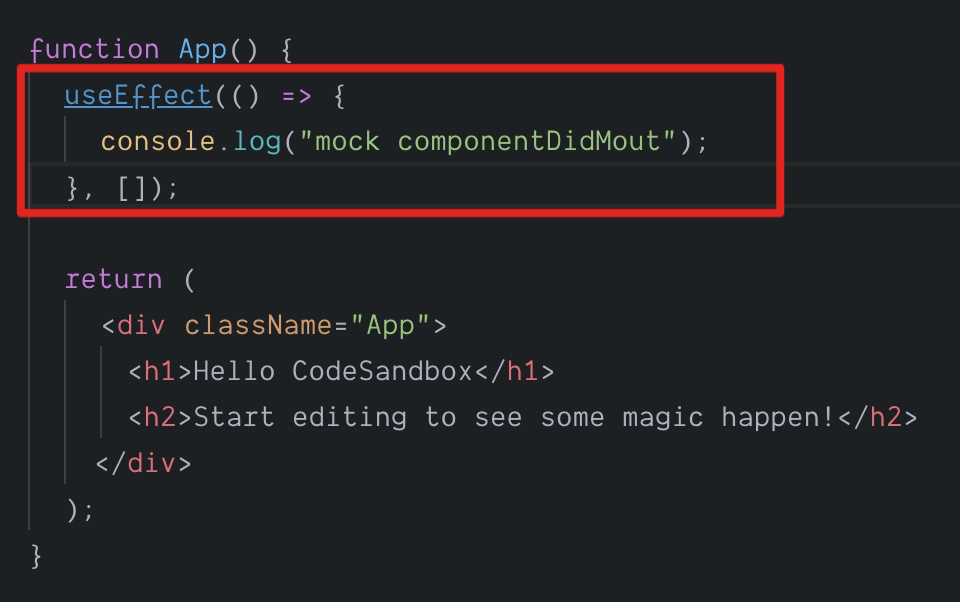 function App() {
useEffect(() => {
console.log("mock componentDidMout");
}, []);
return (
<div className="App">
<h1>Hello CodeSandbox</h1>
<h2>Start editing to see some magic happen!</h2>
</div>
);
}